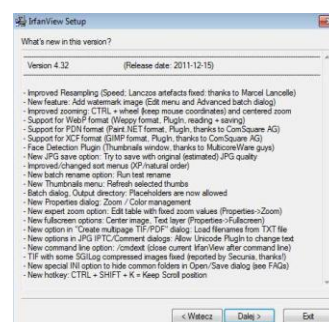 IrfanView Setup
What's new in this version?
Version 4.32 (Release date: 2011-12-15)
- Improved Resampling (Speed; Lanczos artefacts fixed: thanks to Marcel Lancelle)
- New feature: Add watermark image (Edit menu and Advanced batch dialog)
- Improved zooming: CTRL + wheel (keep mouse coordinates) and centered zoom
- Support for WebP format (Weppy format, PlugIn, reading + saving)
- Support for PDN format (Paint.NET format, PlugIn, thanks to ComSquare AG)
- Support for XCF format (GIMP format, PlugIn, thanks to ComSquare AG)
- Face Detection Plugin (Thumbnails window, thanks to MulticoreWare guys)
- New JPG save option: Try to save with original (estimated) JPG quality
- Improved/changed sort menus (XP/natural order)
- New batch rename option: Run test rename
- New Thumbnails menu: Refresh selected thumbs
- Batch dialog, Output directory: Placeholders are now allowed
- New Properties dialog: Zoom / Color management
- New expert zoom option: Edit table with fixed zoom values (Properties->Zoom)
- New fullscreen options: Center image, Text layer (Properties->Fullscreen)
- New option in "Create multipage TIF/PDF" dialog: Load filenames from TXT file
- New options in JPG IPTC/Comment dialogs: Allow Unicode PlugIn to change text
- New command line option: /cmdexit (close current IrfanView after command line)
- TIF with some SGILog compressed images fixed (reported by Secunia, thanks!)
- New special INI option to hide common folders in Open/Save dialog (see FAQs)
- New hotkey: CTRL + SHIFT + K = Keep Scroll position
< Wstecz
Dalej >
Exit